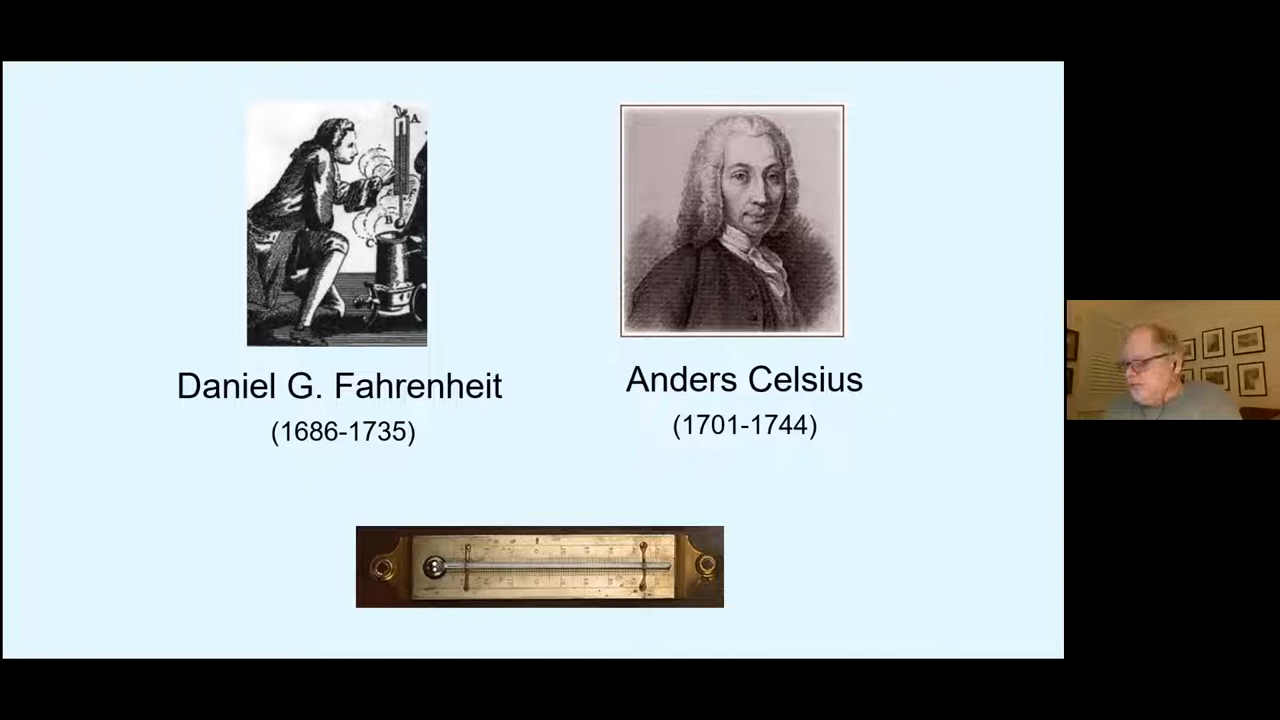 A
B
C
Daniel G. Fahrenheit
(1686-1735)
Anders Celsius
(1701-1744)